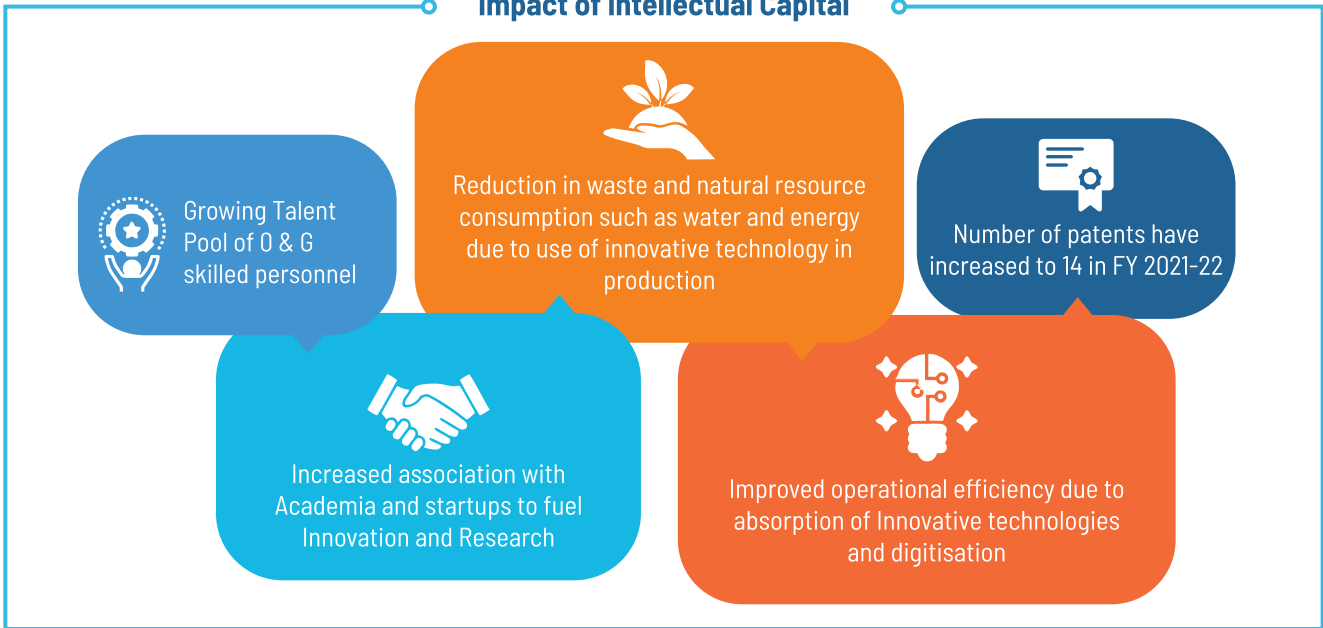 Impact of Intellectual Capital
Growing Talent
Pool of O & G
skilled personnel
Reduction in waste and natural resource
consumption such as water and energy
due to use of innovative technology in
production
Number of patents have
increased to 14 in FY 2021-22
Increased association with
Academia and startups to fuel
Innovation and Research
Improved operational efficiency due to
absorption of Innovative technologies
and digitisation